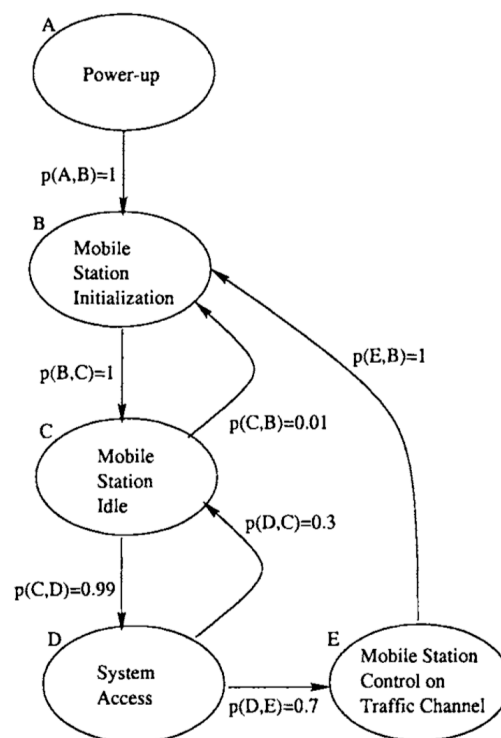 A
Power-up
p(A,B)=1
B
Mobile
Station
Initialization
p(E,B)=1
p(B,C)=1
p(C,B)=0.01
C
Mobile
Station
Idle
p(D,C)=0.3
p(C,D)=0.99
D
System
Access
p(D,E)=0.7
E
Mobile Station
Control on
Traffic Channel